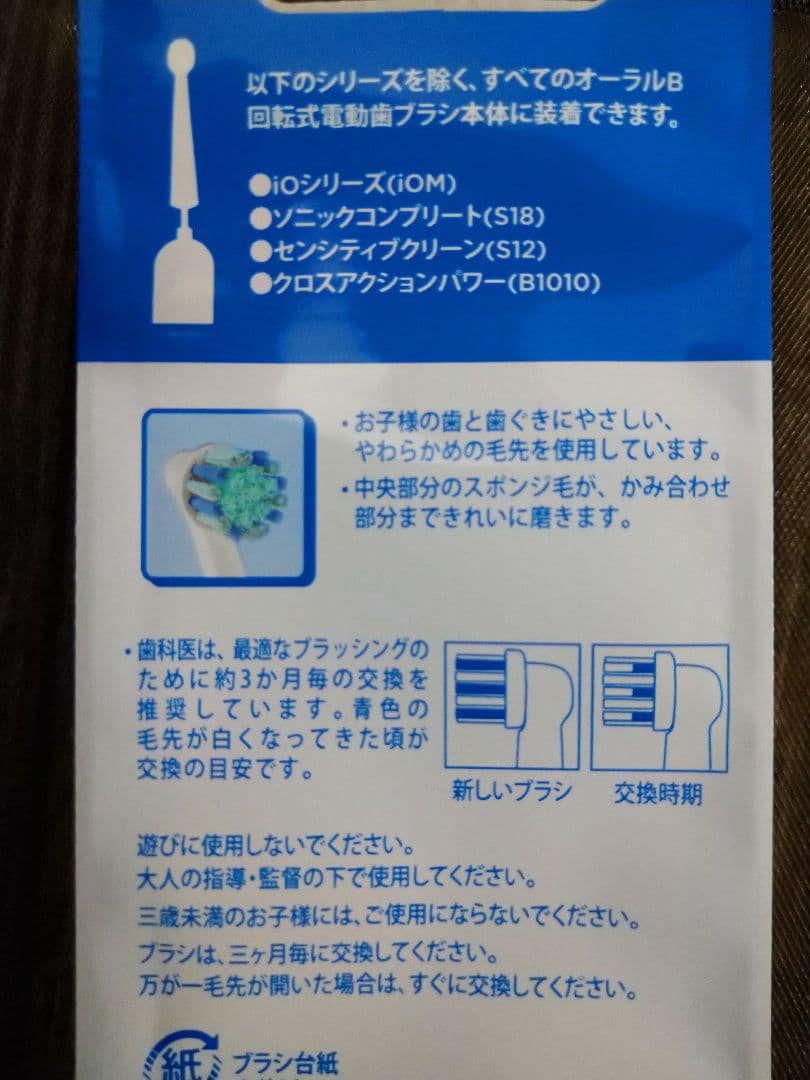 以下のシリーズを除く、すべてのオーラルB
回転式電動歯ブラシ本体に装着できます。
●iOシリーズ(iOM)
●ソニックコンプリート(S18)
●センシティブクリーン(S12)
●クロスアクションパワー(B1010)
・お子様の歯と歯ぐきにやさしい、
やわらかめの毛先を使用しています。
・中央部分のスポンジ毛が、かみ合わせ
部分まできれいに磨きます。
・歯科医は、最適なブラッシングの
ために約3か月毎の交換を
推奨しています。青色の
毛先が白くなってきた頃が
交換の目安です。
新しいブラシ
交換時期
遊びに使用しないでください。
大人の指導・監督の下で使用してください。
三歳未満のお子様には、ご使用にならないでください。
ブラシは、三ヶ月毎に交換してください。
万が一毛先が開いた場合は、すぐに交換してください。
紙
ブラシ台紙